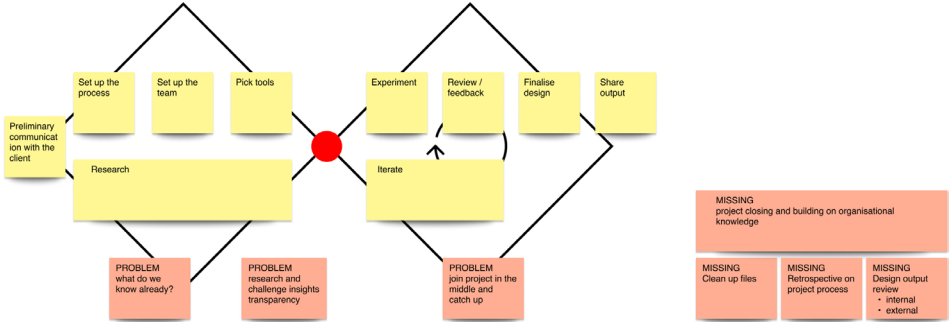 Set up the
process
Set up the
team
Pick tools
Experiment
Review /
feedback
Finalise
design
Share
output
Preliminary
communicat
ion with the
client
Research
Iterate
PROBLEM
what do we
know already?
PROBLEM
research and
challenge insights
transparency
PROBLEM
join project in the
middle and
catch up
MISSING
project closing and building on organisational
knowledge
MISSING
Clean up files
MISSING
Retrospective on
project process
MISSING
Design output
review
• internal
• external